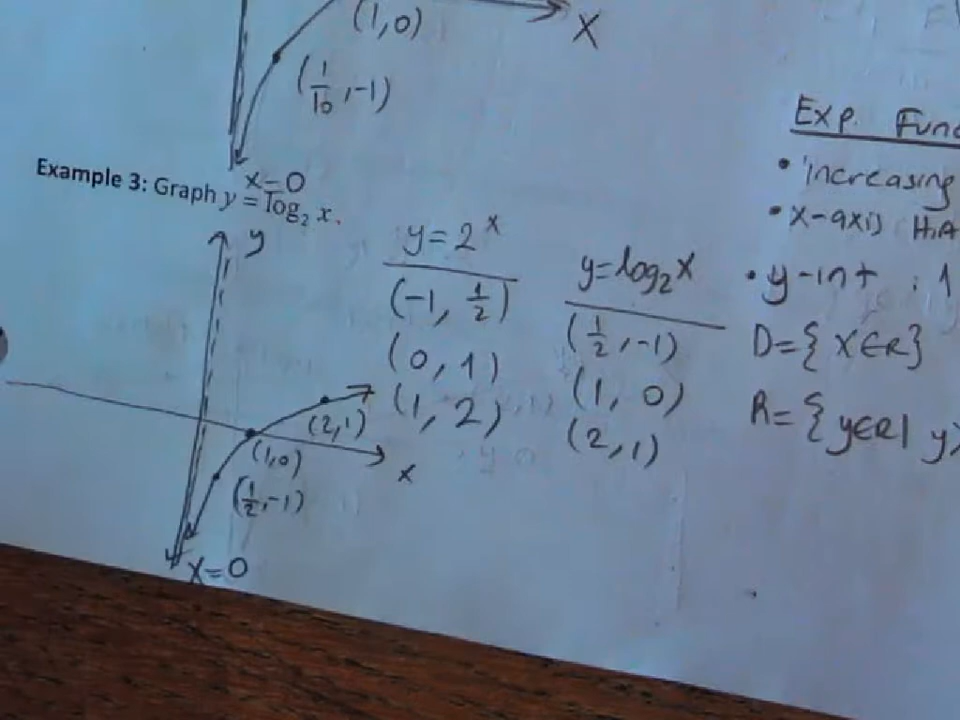 (1,0)
X
(1/10, -1)
x=0
Example 3: Graph y = log₂ x.
y
(2,1)
(1,0)
x
(1/2, -1)
x=0
y=2ˣ
(-1, 1/2)
(0, 1)
(1, 2)
y=log₂x
(1/2, -1)
(1, 0)
(2, 1)
Exp. Func
• increasing
• x-axis H.A
• y-int : 1
D={ X∈R}
R={ y∈R| y>